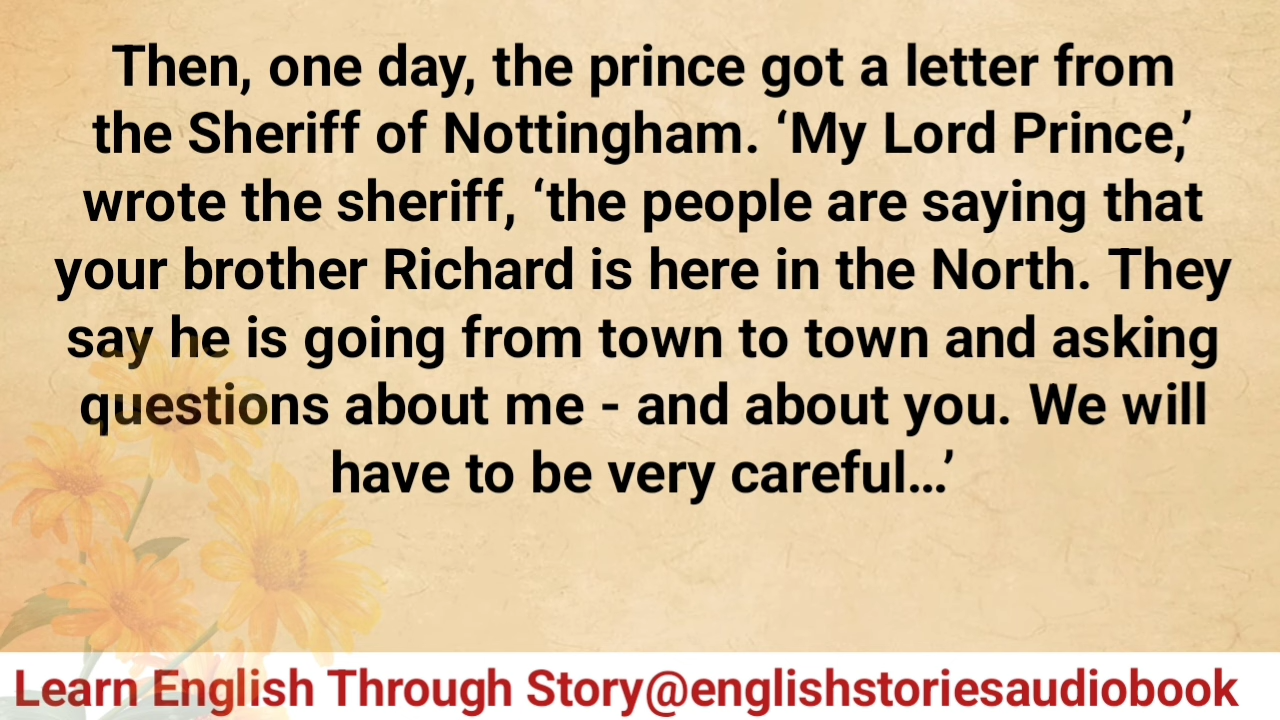 Then, one day, the prince got a letter from
the Sheriff of Nottingham. ‘My Lord Prince,’
wrote the sheriff, ‘the people are saying that
your brother Richard is here in the North. They
say he is going from town to town and asking
questions about me - and about you. We will
have to be very careful...’
Learn English Through Story@englishstoriesaudiobook